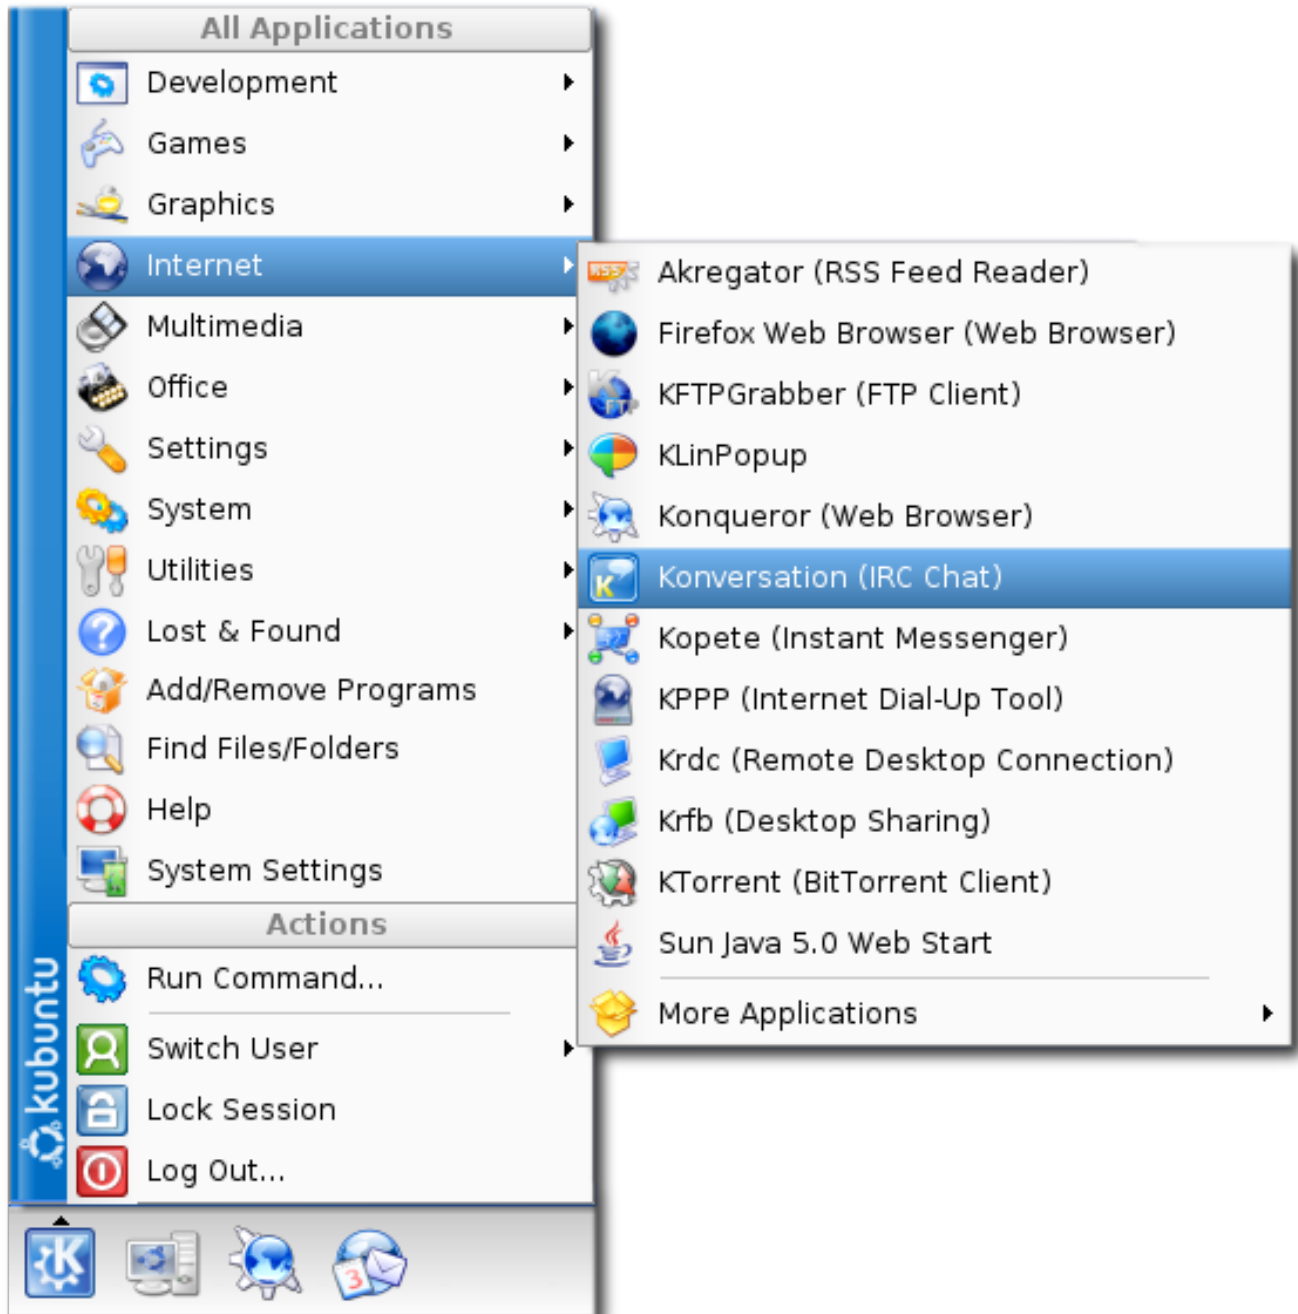 All Applications
Development
Games
Graphics
Internet
Multimedia
Office
Settings
System
Utilities
Lost & Found
Add/Remove Programs
Find Files/Folders
Help
System Settings
Actions
Run Command...
Switch User
Lock Session
Log Out...
kubuntu
Akregator (RSS Feed Reader)
Firefox Web Browser (Web Browser)
KFTPGrabber (FTP Client)
KLinPopup
Konqueror (Web Browser)
Konversation (IRC Chat)
Kopete (Instant Messenger)
KPPP (Internet Dial-Up Tool)
Krdc (Remote Desktop Connection)
Krfb (Desktop Sharing)
KTorrent (BitTorrent Client)
Sun Java 5.0 Web Start
More Applications
RSS
K
FTP
K
K
3